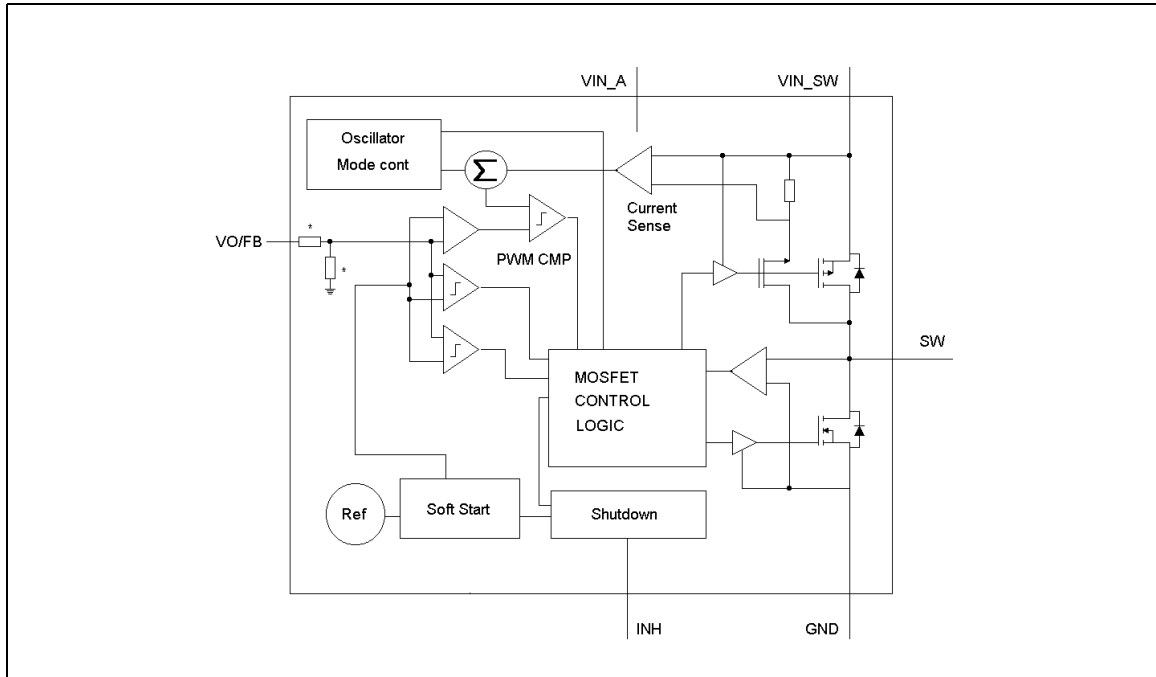 VIN_A
VIN_SW
Oscillator
Mode cont
Σ
Current
Sense
*
VO/FB
*
PWM CMP
SW
MOSFET
CONTROL
LOGIC
Ref
Soft Start
Shutdown
INH
GND